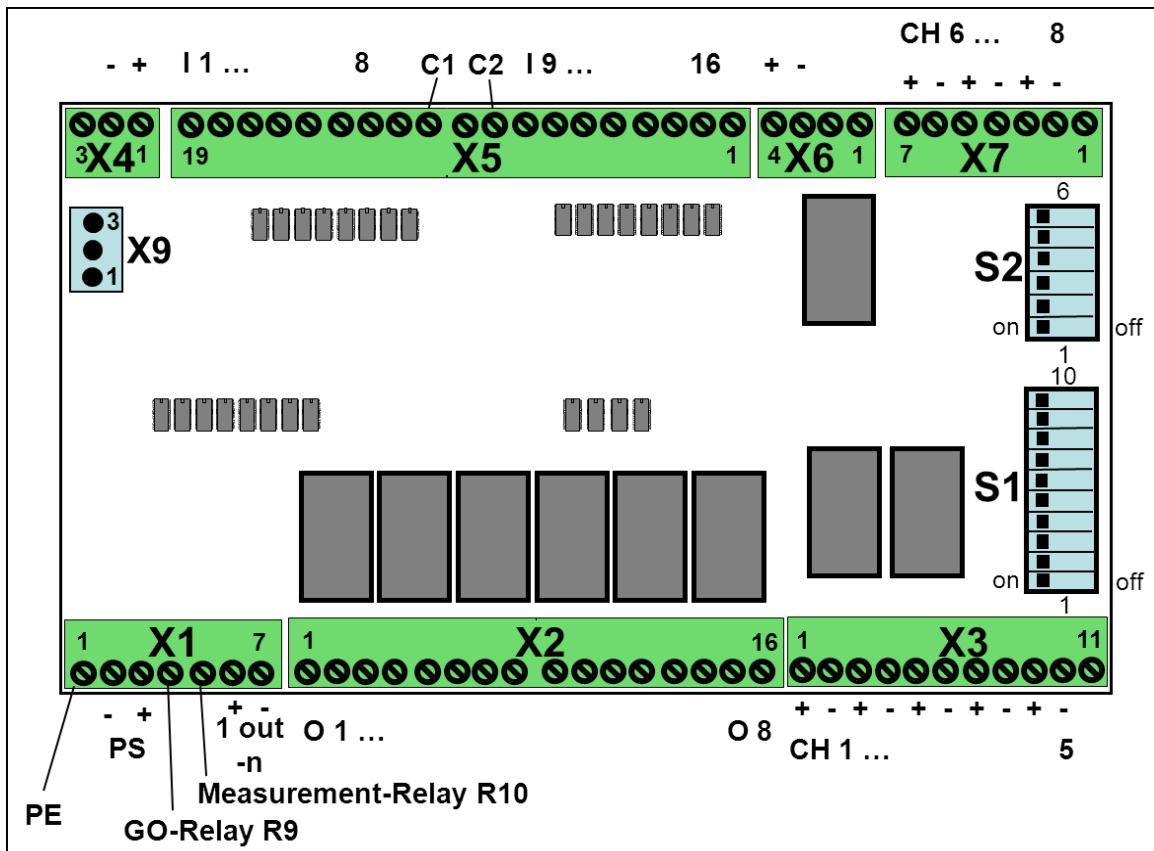 CH 6 ... 8
- + I 1 ... 8 C1 C2 I 9 ... 16 + -
+ - + - + -
3 X4 1 19 X5 1 4 X6 1 7 X7 1
6
3
X9
1
S2
on off
1
10
S1
on off
1
1 X1 7 1 X2 16 1 X3 11
- + + - + - + - + - + - + -
PS 1 out O 1 ... O 8 CH 1 ... 5
-n
Measurement-Relay R10
PE
GO-Relay R9